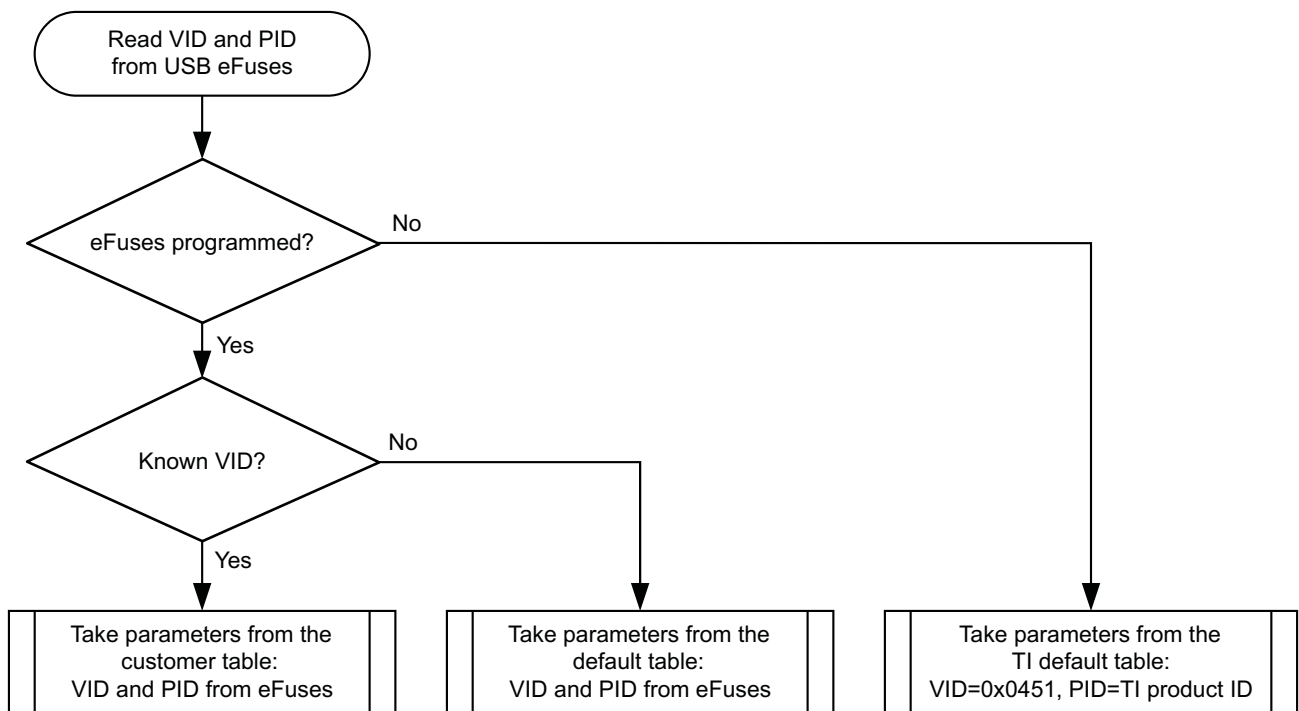 Read VID and PID
from USB eFuses
eFuses programmed?
No
Yes
Known VID?
No
Yes
Take parameters from the
customer table:
VID and PID from eFuses
Take parameters from the
default table:
VID and PID from eFuses
Take parameters from the
TI default table:
VID=0x0451, PID=TI product ID